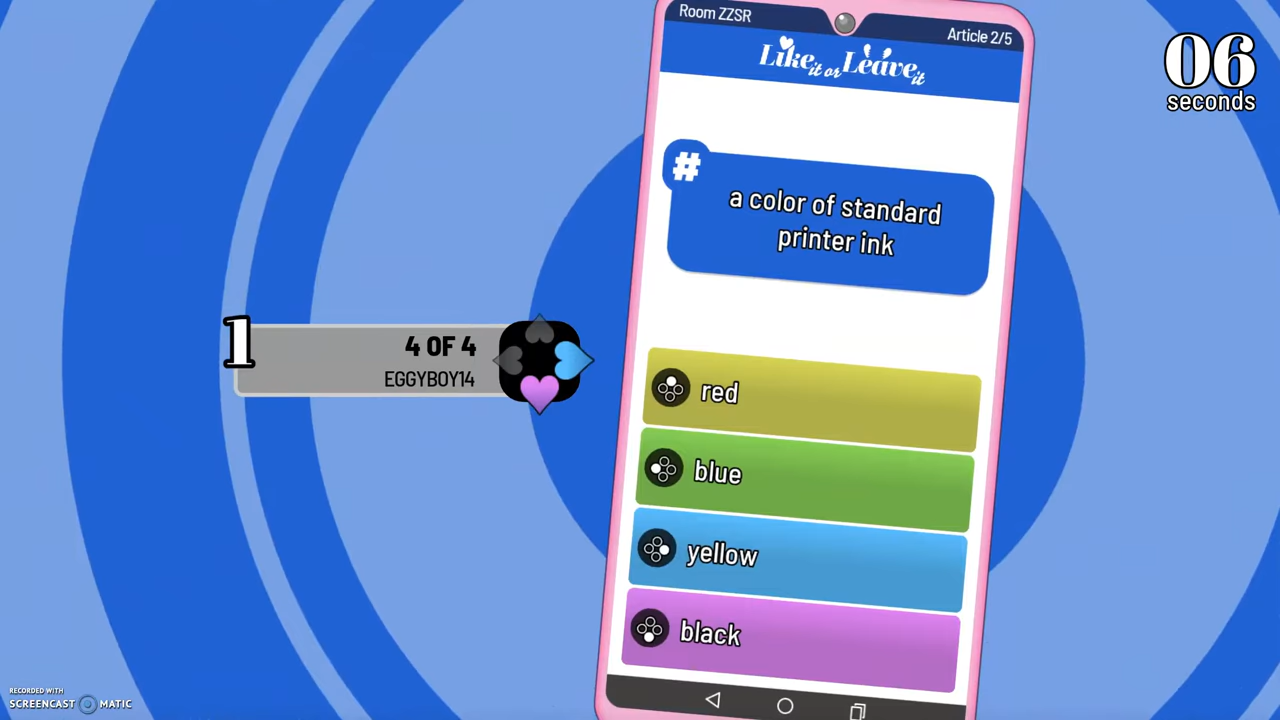 Room ZZSR
Article 2/5
Like it or Leave it
06
seconds
#
a color of standard
printer ink
1
4 OF 4
EGGYBOY14
red
blue
yellow
black
RECORDED WITH
SCREENCAST MATIC